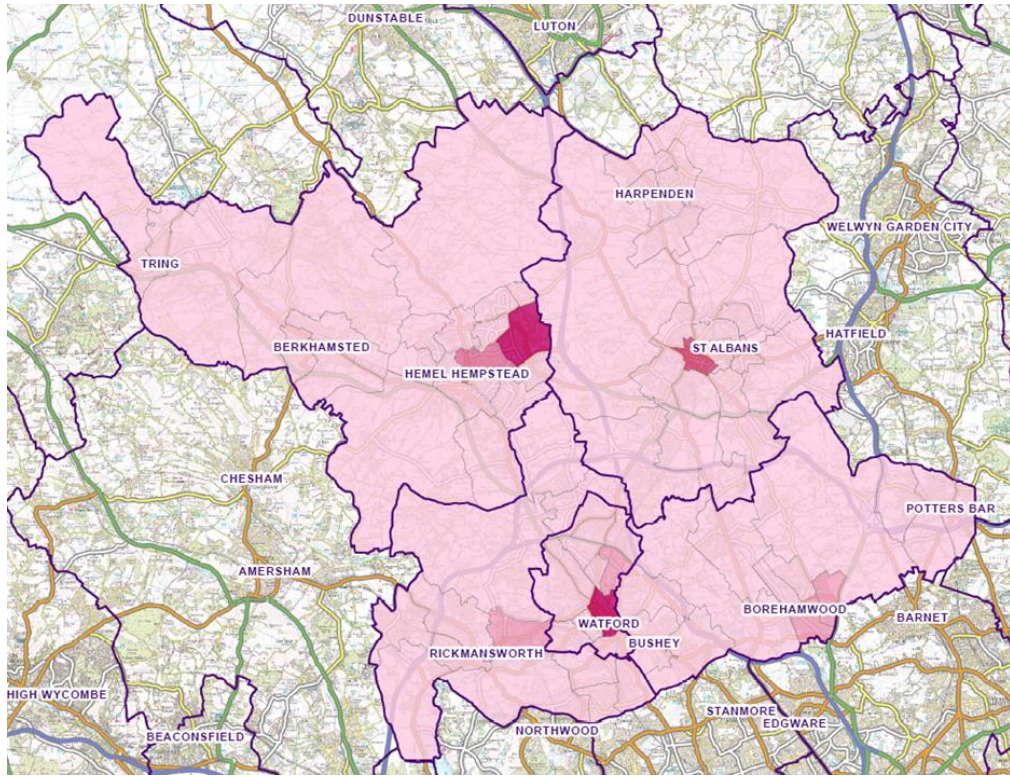 DUNSTABLE
LUTON
HARPENDEN
WELWYN GARDEN CITY
TRING
HATFIELD
BERKHAMSTED
ST ALBANS
HEMEL HEMPSTEAD
CHESHAM
POTTERS BAR
AMERSHAM
BOREHAMWOOD
BARNET
WATFORD
BUSHEY
RICKMANSWORTH
HIGH WYCOMBE
STANMORE
EDGWARE
NORTHWOOD
BEACONSFIELD